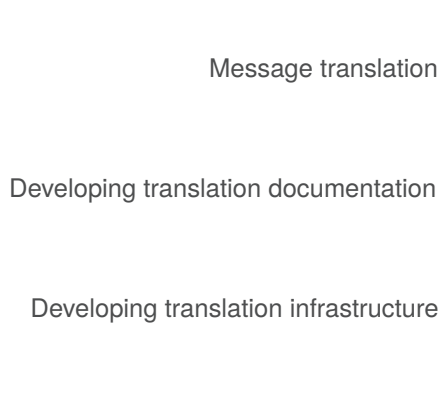 Message translation
Developing translation documentation
Developing translation infrastructure